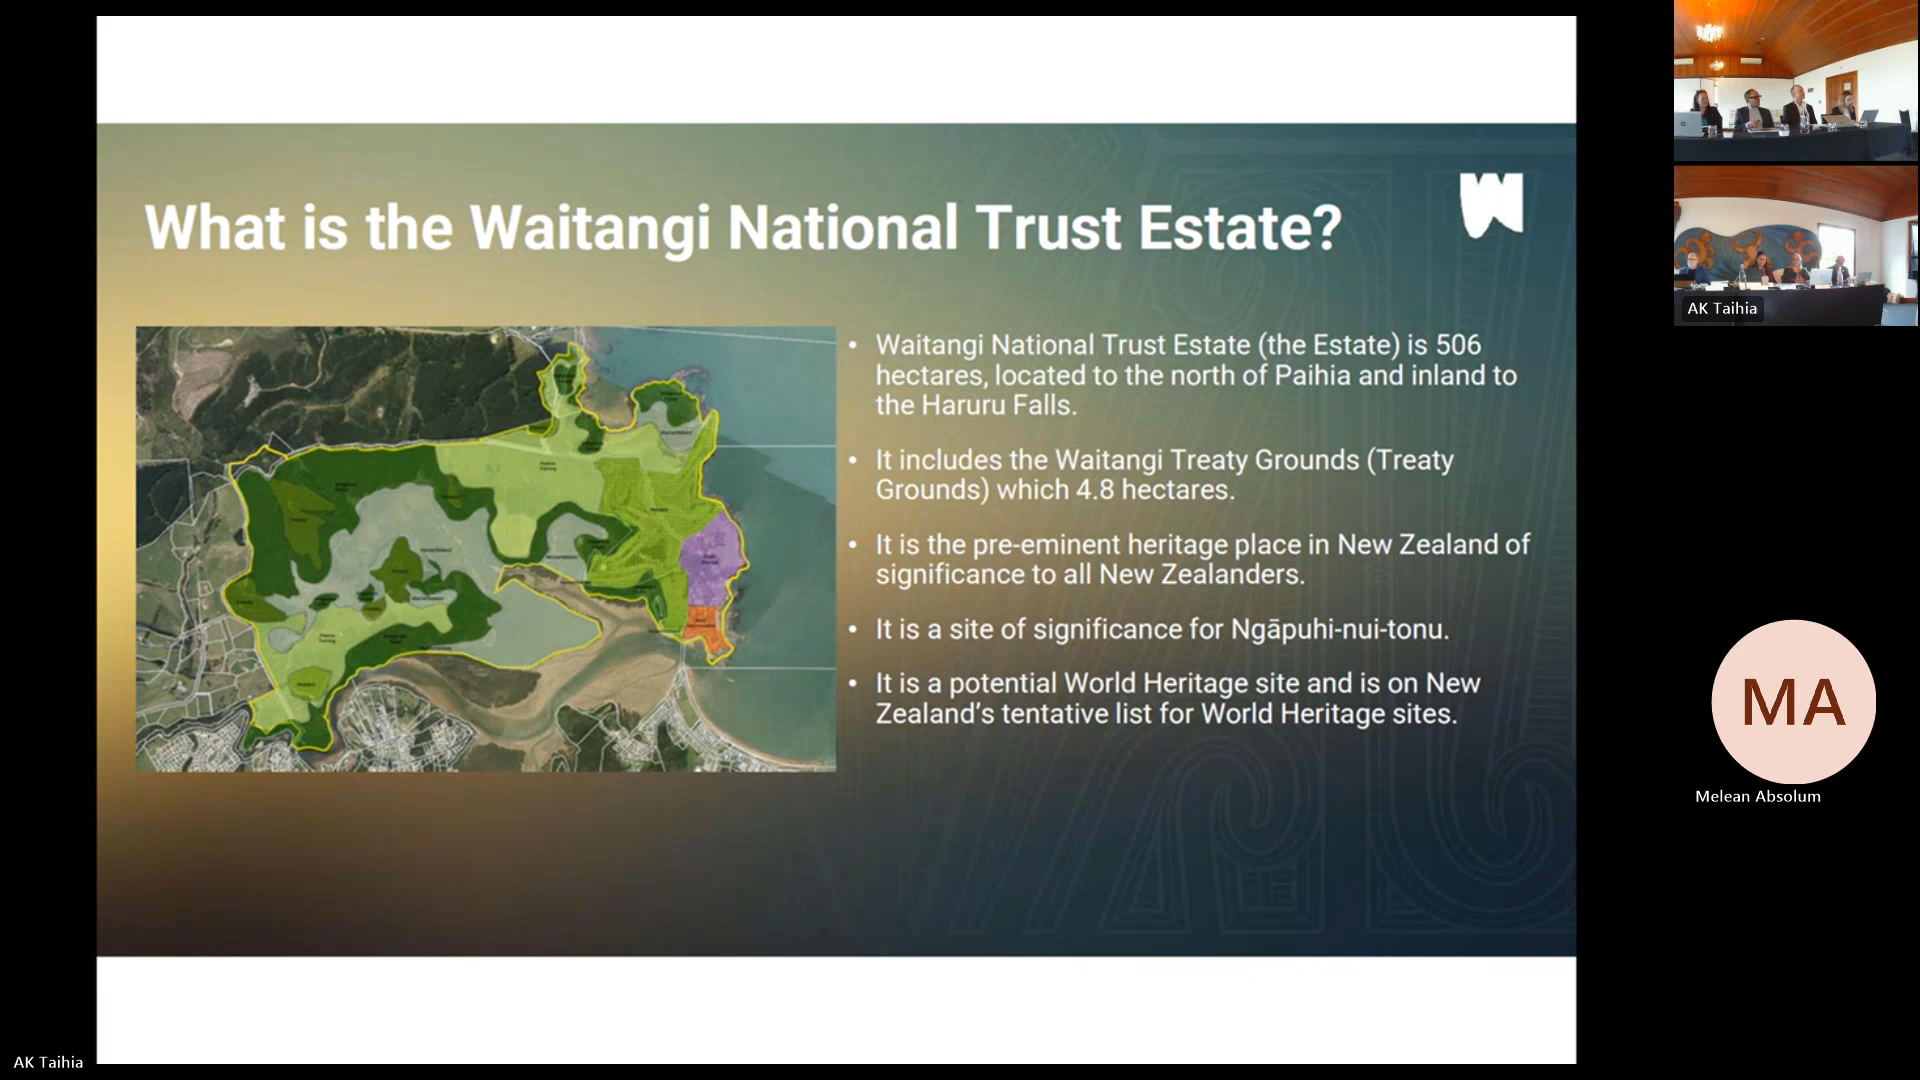 What is the Waitangi National Trust Estate?
• Waitangi National Trust Estate (the Estate) is 506
hectares, located to the north of Paihia and inland to
the Haruru Falls.
• It includes the Waitangi Treaty Grounds (Treaty
Grounds) which 4.8 hectares.
• It is the pre-eminent heritage place in New Zealand of
significance to all New Zealanders.
• It is a site of significance for Ngāpuhi-nui-tonu.
• It is a potential World Heritage site and is on New
Zealand’s tentative list for World Heritage sites.
AK Taihia
MA
Melean Absolum
AK Taihia